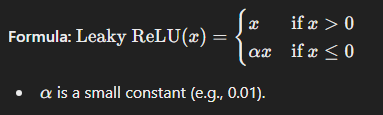 Formula: Leaky ReLU(x) = { x if x > 0
αx if x ≤ 0
• α is a small constant (e.g., 0.01).